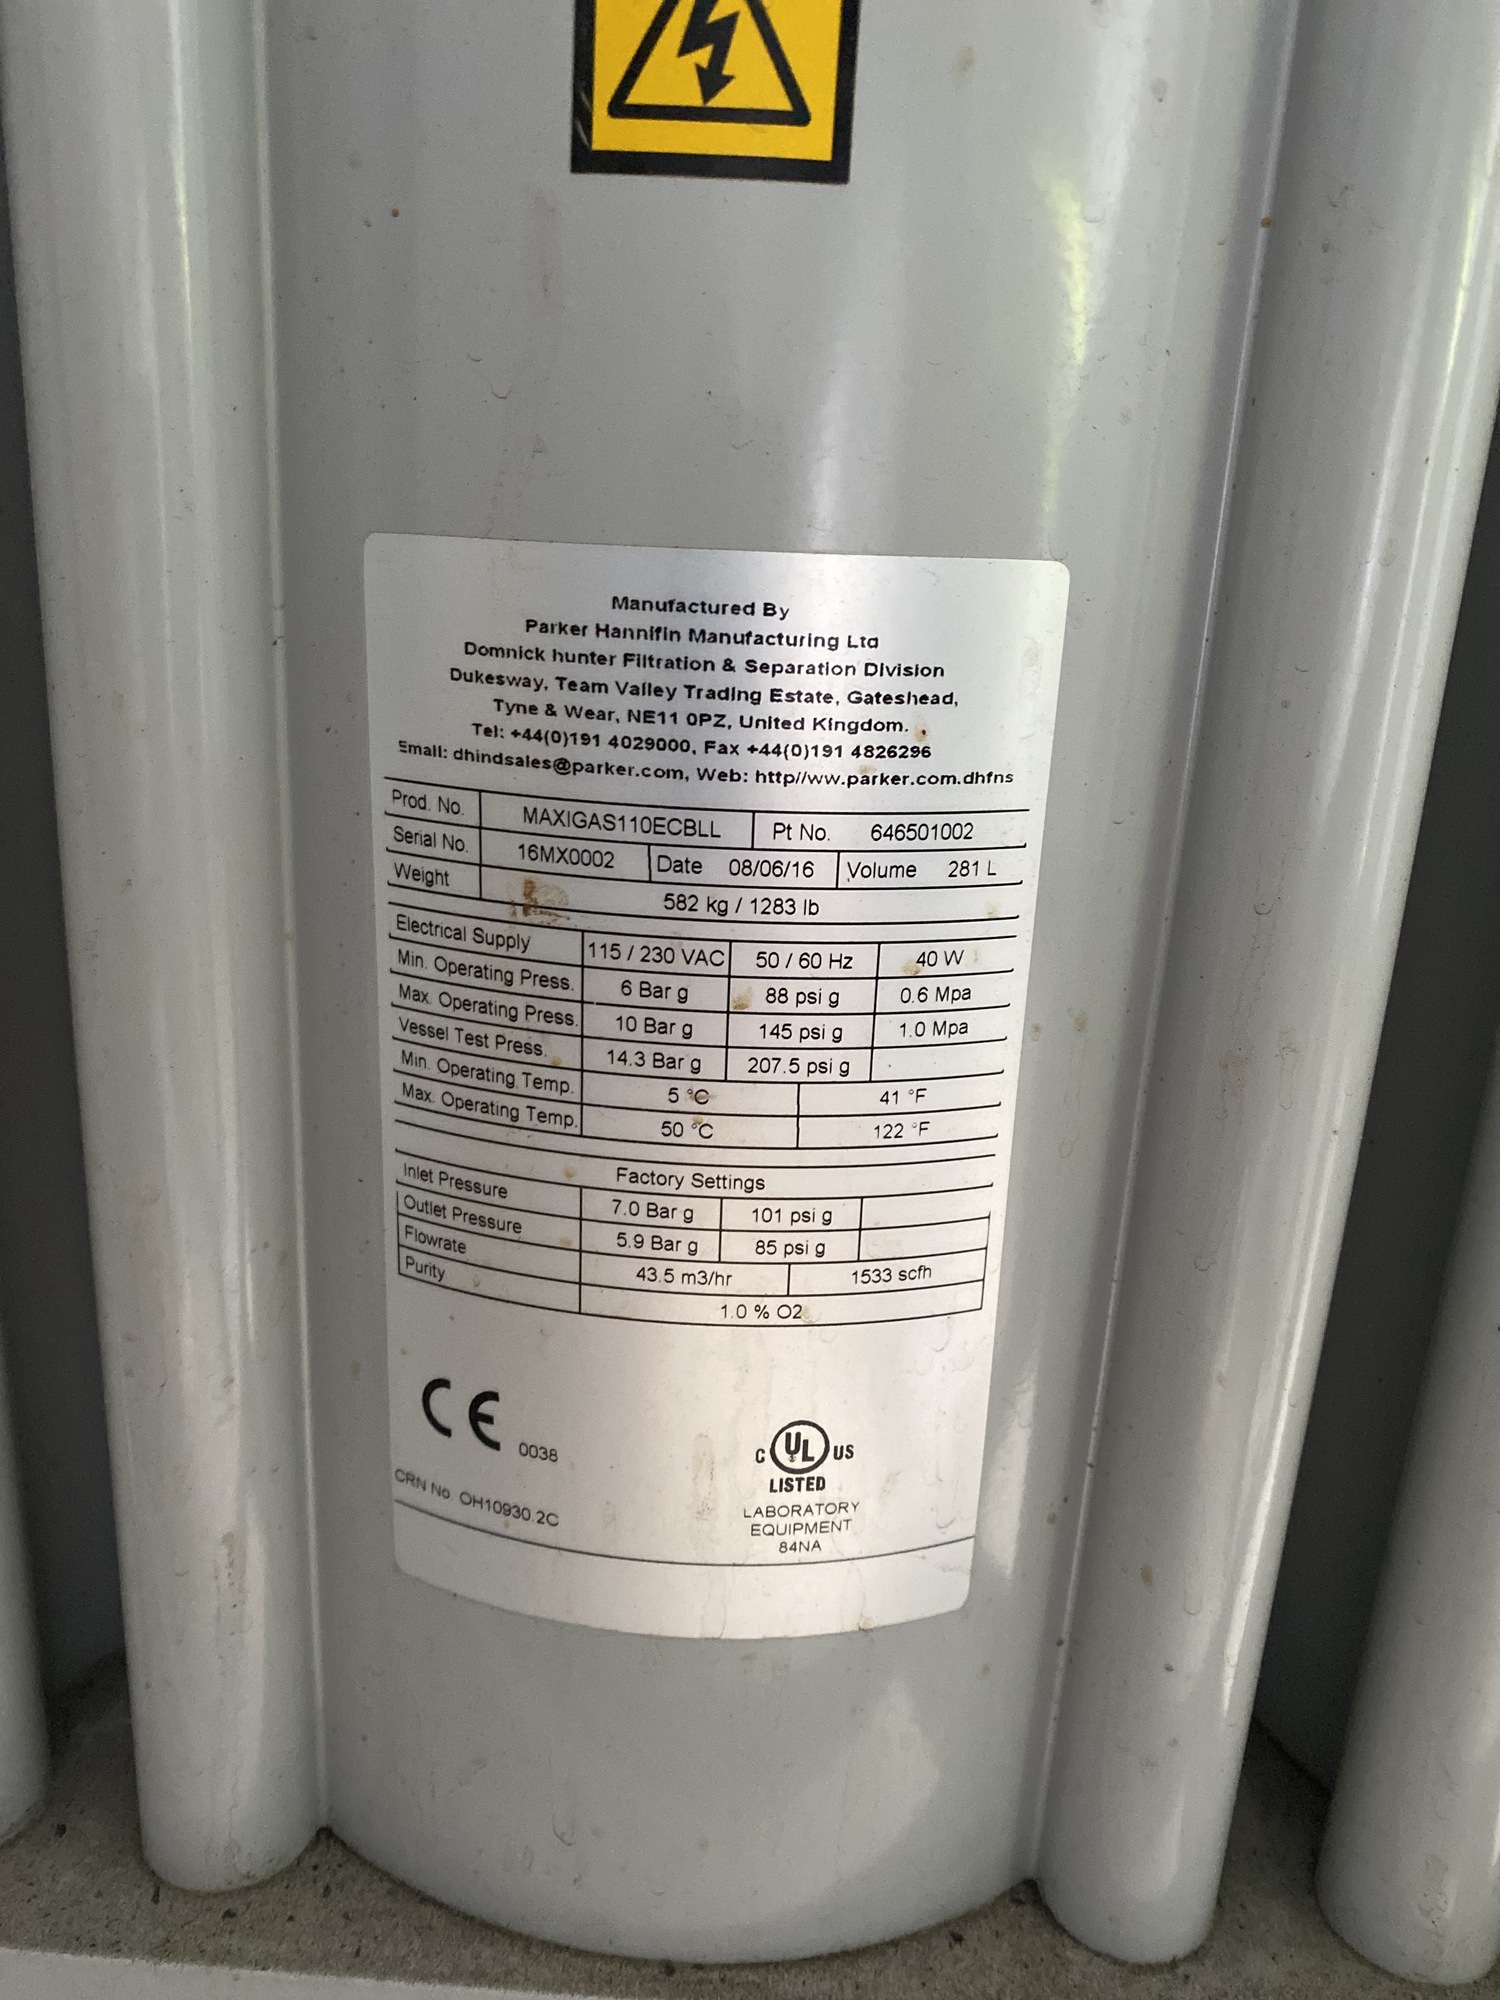 Manufactured By
Parker Hannifin Manufacturing Ltd
Domnick hunter Filtration & Separation Division
Dukesway, Team Valley Trading Estate, Gateshead,
Tyne & Wear, NE11 0PZ, United Kingdom.
Tel: +44(0)191 4029000, Fax +44(0)191 4826296
Email: dhindsales@parker.com, Web: http//ww.parker.com.dhfns
Prod. No. MAXIGAS110ECBLL Pt No. 646501002
Serial No. 16MX0002 Date 08/06/16 Volume 281 L
Weight 582 kg / 1283 lb
Electrical Supply 115 / 230 VAC 50 / 60 Hz 40 W
Min. Operating Press. 6 Bar g 88 psi g 0.6 Mpa
Max. Operating Press. 10 Bar g 145 psi g 1.0 Mpa
Vessel Test Press. 14.3 Bar g 207.5 psi g
Min. Operating Temp. 5 °C 41 °F
Max. Operating Temp. 50 °C 122 °F
Factory Settings
Inlet Pressure 7.0 Bar g 101 psi g
Outlet Pressure 5.9 Bar g 85 psi g
Flowrate 43.5 m3/hr 1533 scfh
Purity 1.0 % O2
CE 0038
CRN No. OH10930.2C
C UL US
LISTED
LABORATORY
EQUIPMENT
84NA